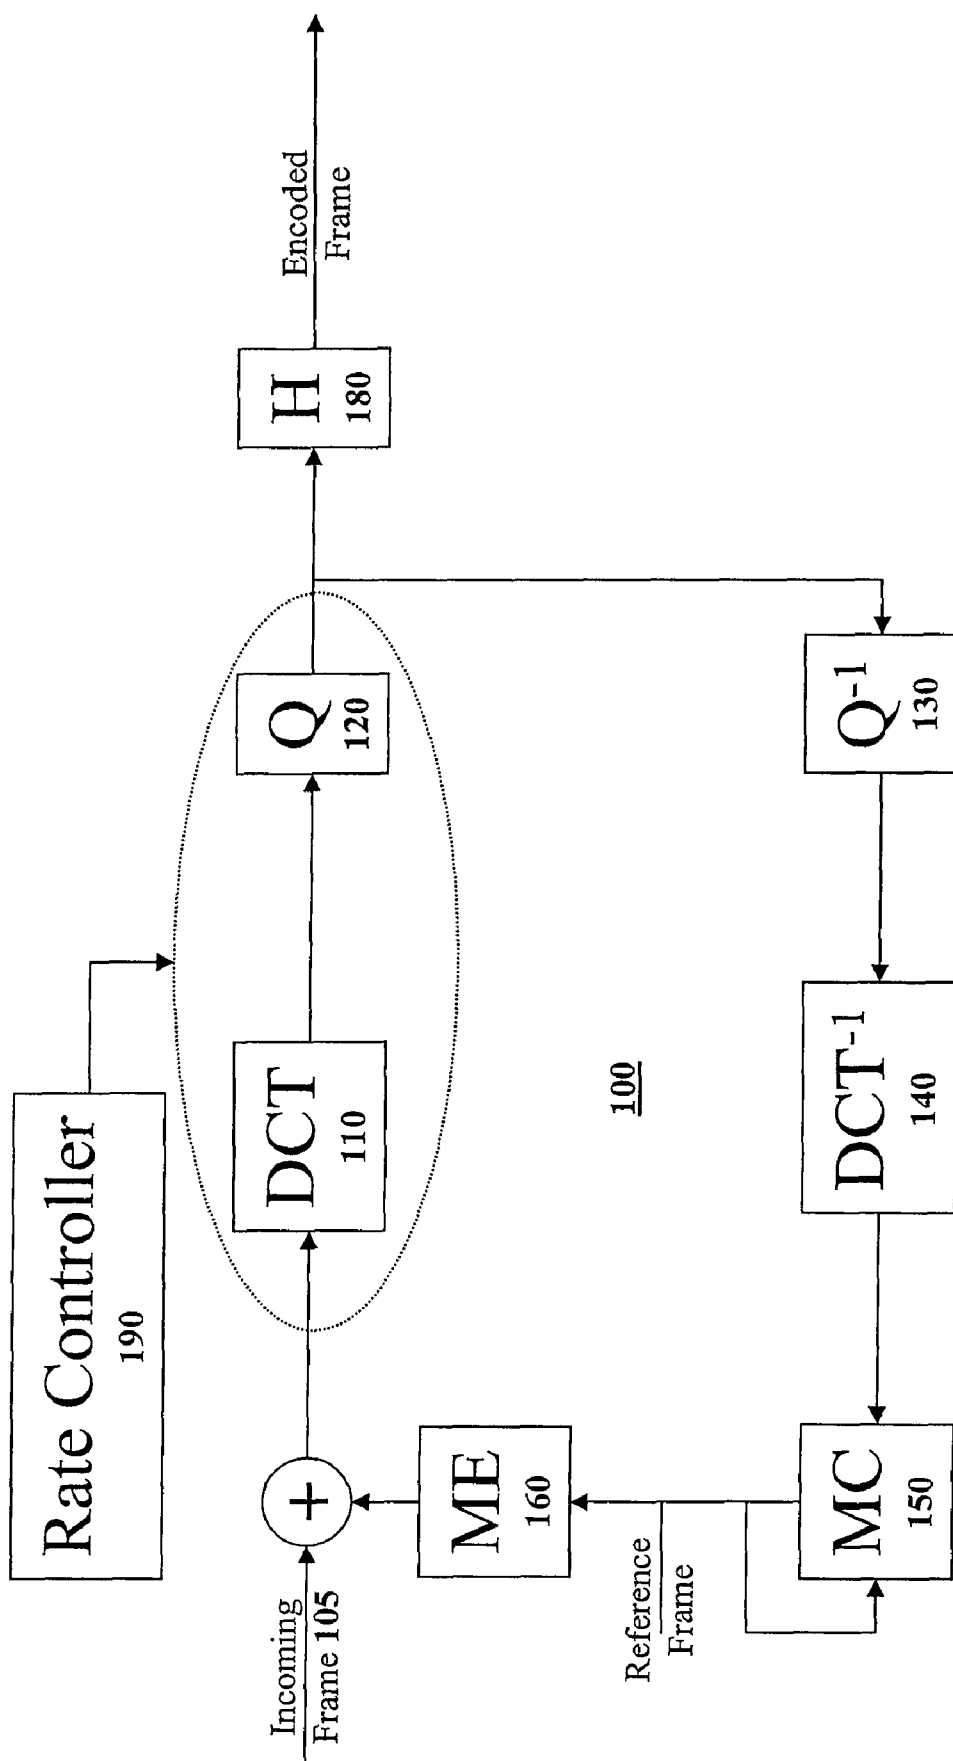 Rate Controller
190
Incoming
Frame 105
+
DCT
110
Q
120
H
180
Encoded
Frame
ME
160
100
Reference
Frame
MC
150
DCT-1
140
Q-1
130